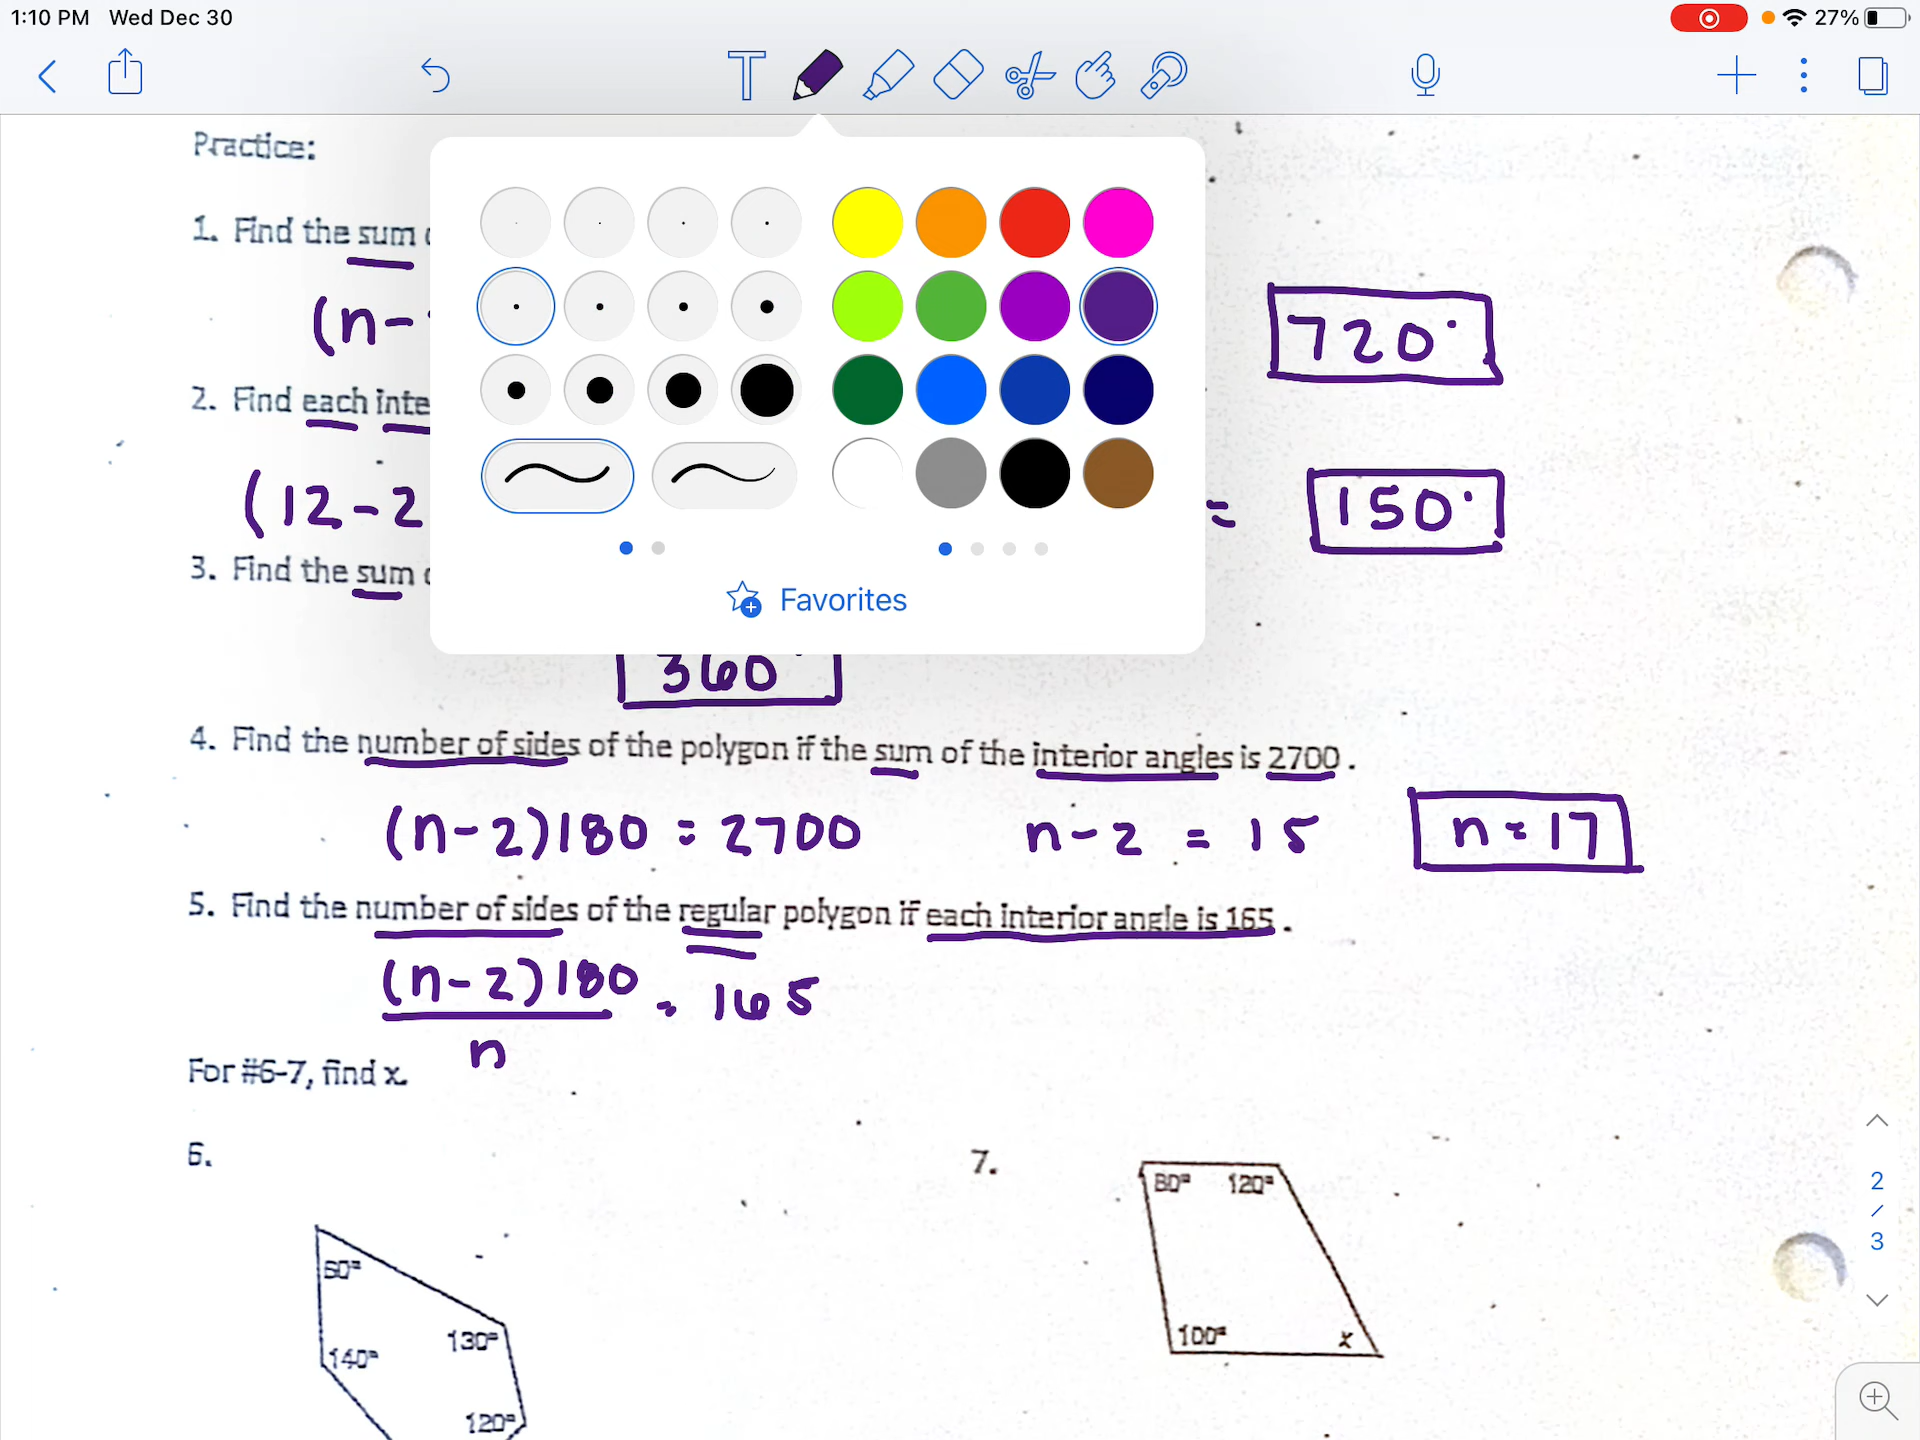 1:10 PM Wed Dec 30 27%
T
Practice:
1. Find the sum
(n-
720°
2. Find each inte
(12-2
= 150°
3. Find the sum
Favorites
360°
4. Find the number of sides of the polygon if the sum of the interior angles is 2700.
(n-2)180 = 2700 n-2 = 15 n=17
5. Find the number of sides of the regular polygon if each interior angle is 165.
(n-2)180 = 165
n
For #6-7, find x.
6.
7.
80° 120°
100° x
130°
140°
120°
2
/
3